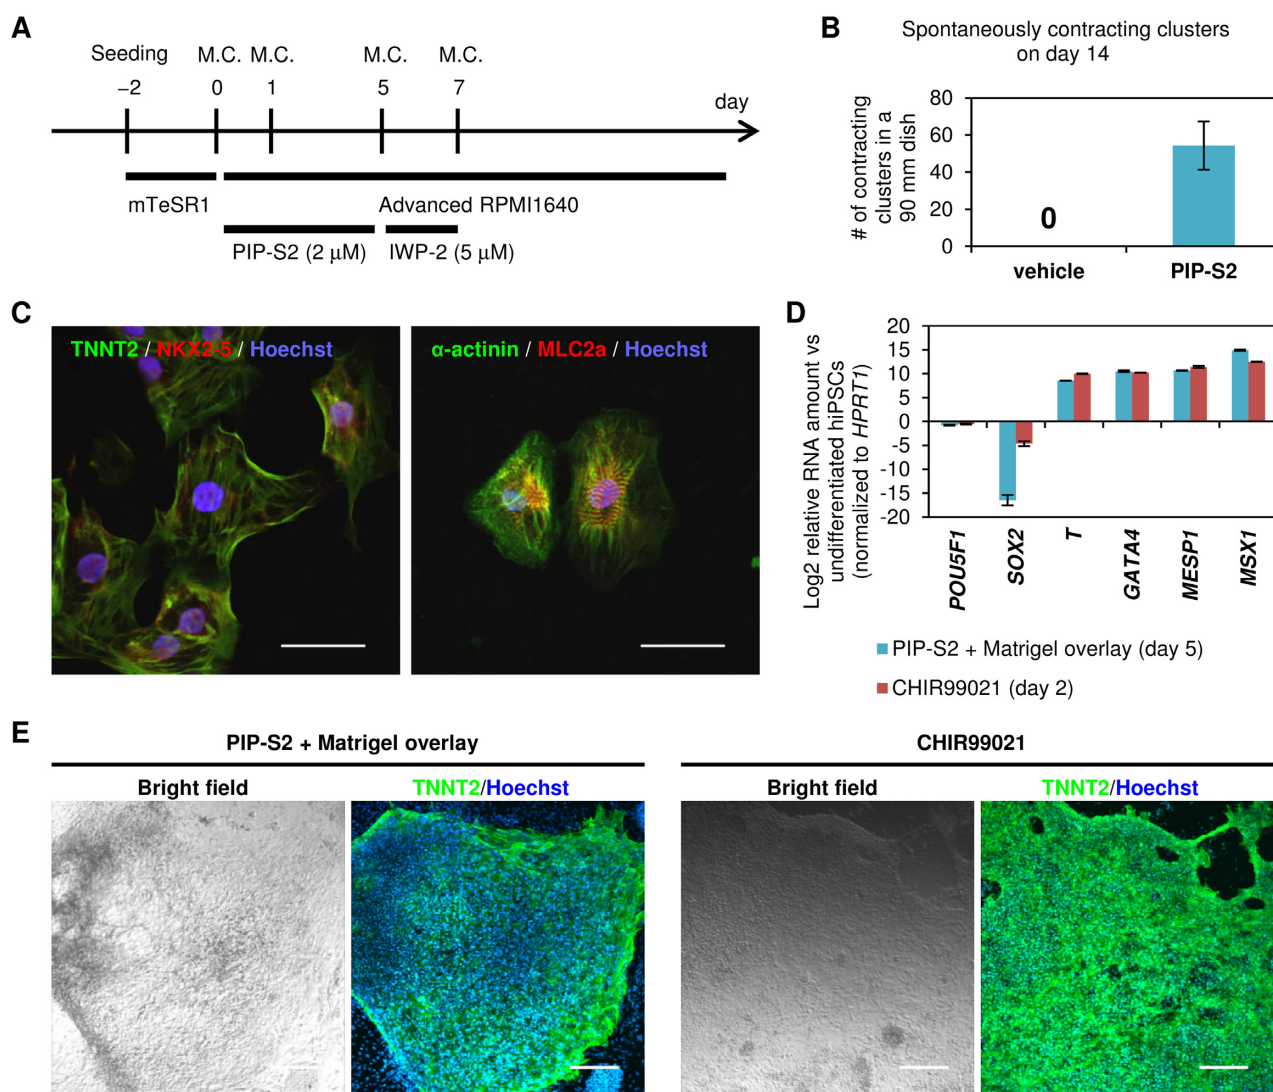 A
Seeding M.C. M.C. M.C. M.C.
−2 0 1 5 7
day
mTeSR1 Advanced RPMI1640
PIP-S2 (2 μM) IWP-2 (5 μM)
B
Spontaneously contracting clusters
on day 14
# of contracting
clusters in a
90 mm dish
80
60
40
20
0
0
vehicle PIP-S2
C
TNNT2 / NKX2-5 / Hoechst
α-actinin / MLC2a / Hoechst
D
Log2 relative RNA amount vs
undifferentiated hiPSCs
(normalized to HPRT1)
20
15
10
5
0
-5
-10
-15
-20
POU5F1 SOX2 T GATA4 MESP1 MSX1
PIP-S2 + Matrigel overlay (day 5)
CHIR99021 (day 2)
E
PIP-S2 + Matrigel overlay CHIR99021
Bright field TNNT2/Hoechst Bright field TNNT2/Hoechst